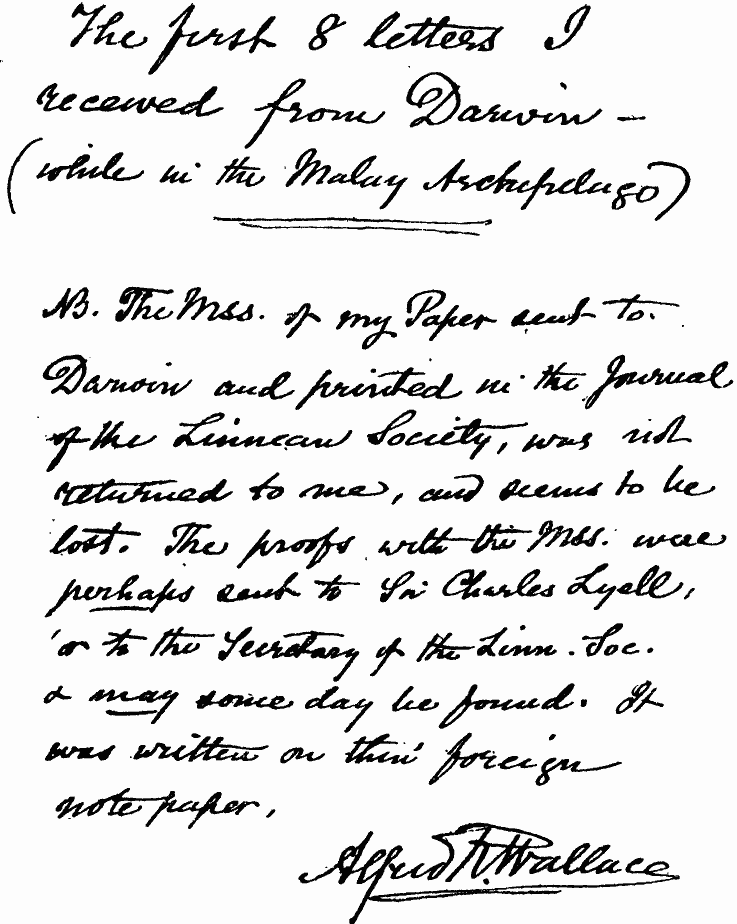 The first 8 letters I
received from Darwin –
(while in the Malay Archipelago)
NB. The Mss. of my Paper sent to
Darwin and printed in the Journal
of the Linnean Society, was not
returned to me, and seems to be
lost. The proofs with the Mss. were
perhaps sent to Sir Charles Lyell,
or to the Secretary of the Linn. Soc.
& may some day be found. It
was written on thin foreign
note paper.
Alfred R. Wallace